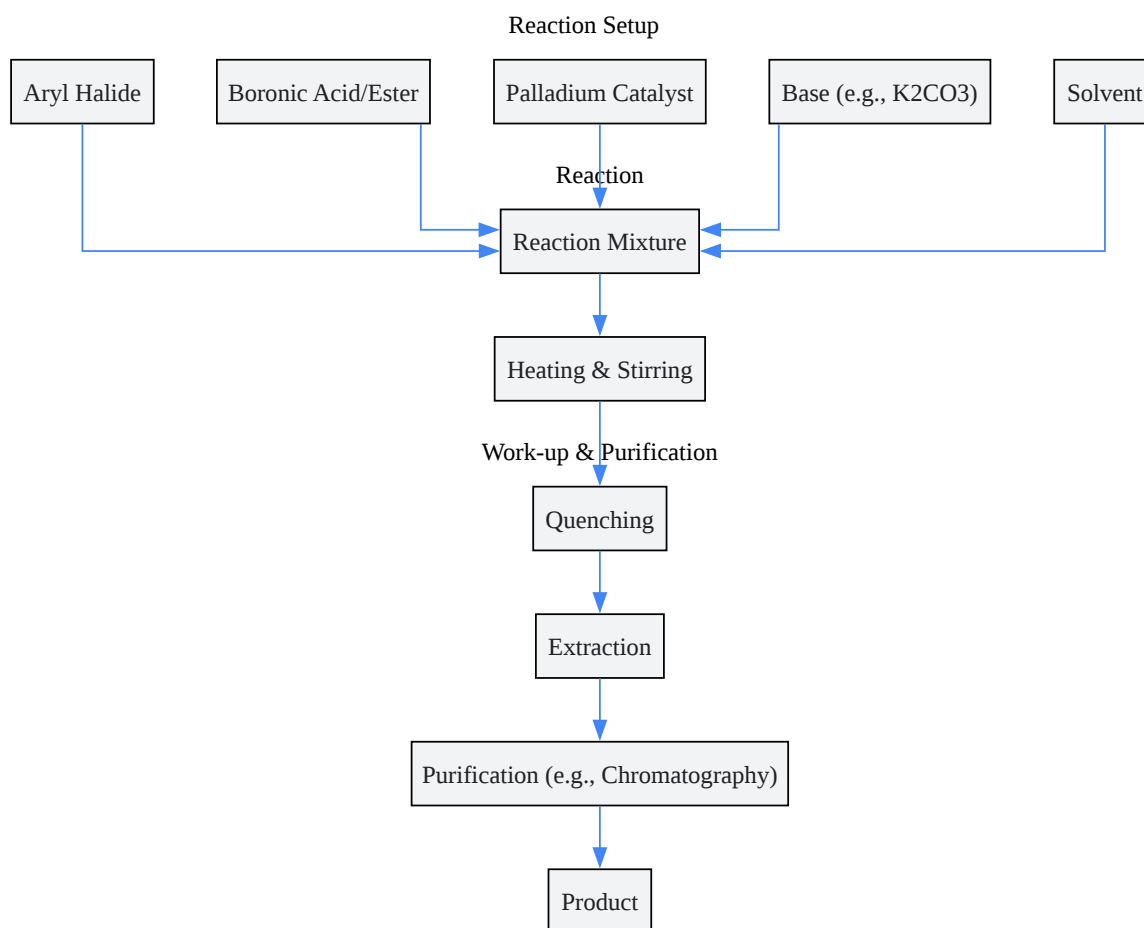 Reaction Setup
Aryl Halide
Boronic Acid/Ester
Palladium Catalyst
Base (e.g., K2CO3)
Solvent
Reaction
Reaction Mixture
Heating & Stirring
Work-up & Purification
Quenching
Extraction
Purification (e.g., Chromatography)
Product